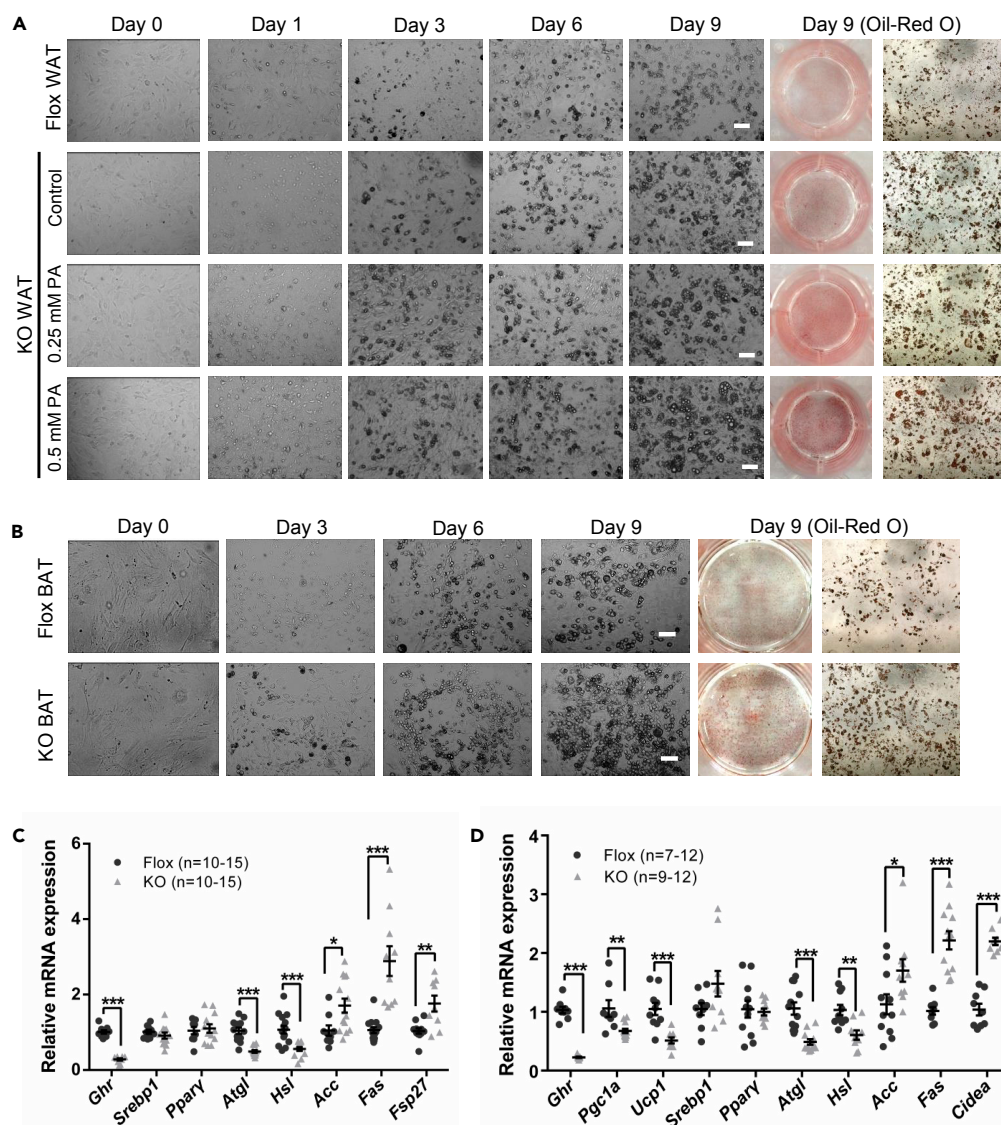 A
Day 0 Day 1 Day 3 Day 6 Day 9 Day 9 (Oil-Red O)
Flox WAT
KO WAT
Control
0.25 mM PA
0.5 mM PA
B
Day 0 Day 3 Day 6 Day 9 Day 9 (Oil-Red O)
Flox BAT
KO BAT
C
Relative mRNA expression
6
4
2
0
Flox (n=10-15)
KO (n=10-15)
*** *** *** * *** **
Ghr Srebp1 Pparγ Atgl Hsl Acc Fas Fsp27
D
Relative mRNA expression
4
3
2
1
0
Flox (n=7-12)
KO (n=9-12)
*** ** *** *** ** * *** ***
Ghr Pgc1a Ucp1 Srebp1 Pparγ Atgl Hsl Acc Fas Cidea